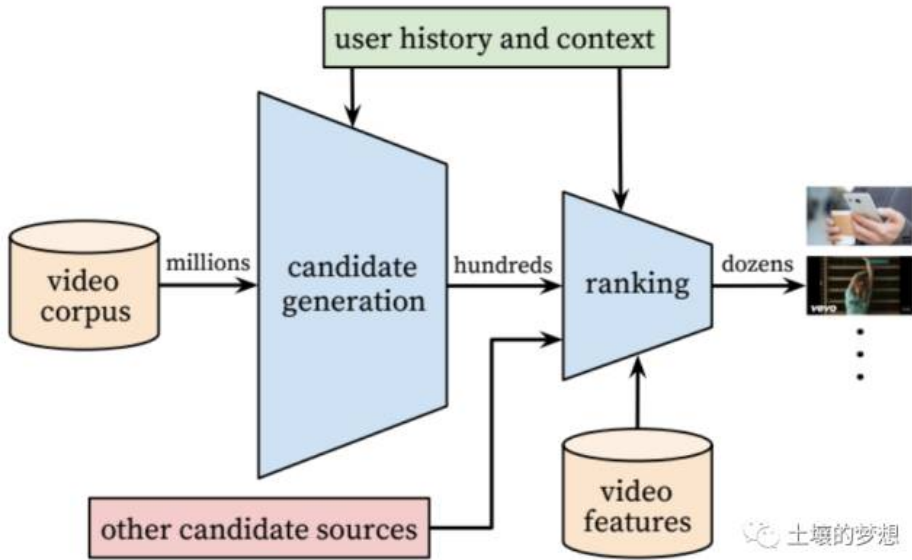 user history and context
video
corpus
millions
candidate
generation
hundreds
ranking
dozens
vevo
other candidate sources
video
features
土壤的梦想